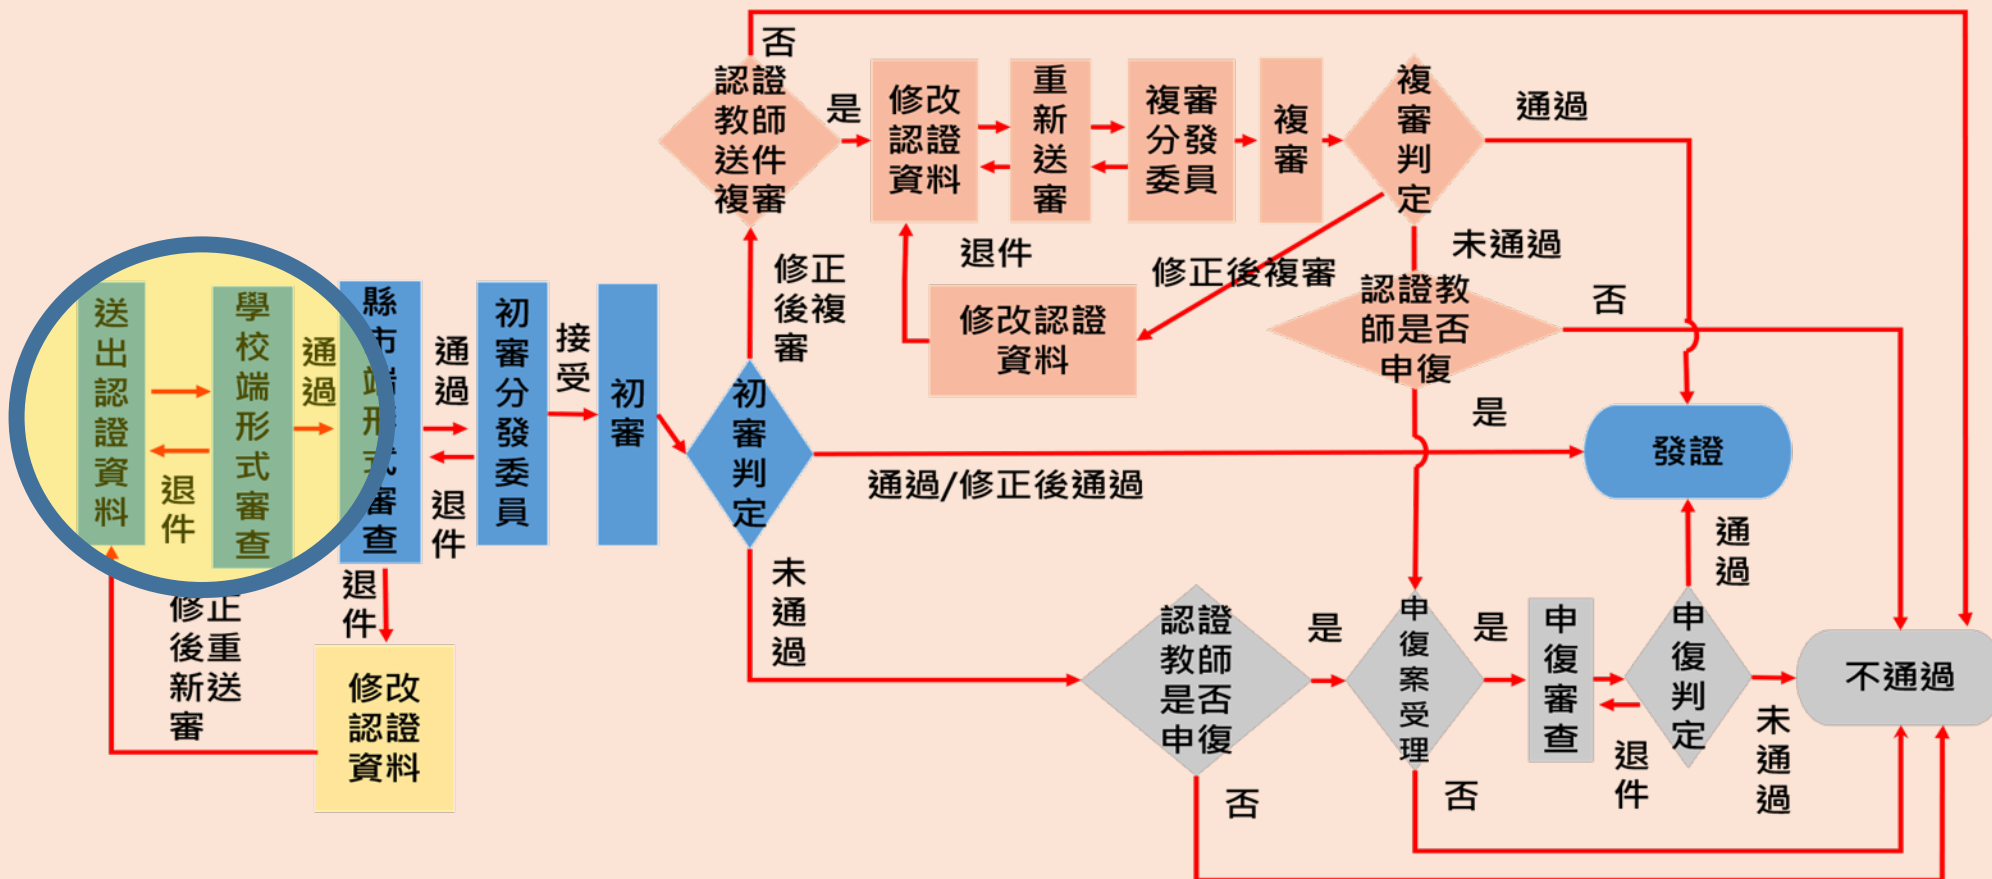 否
認證
教師
送件
複審
是
修改
認證
資料
重新送審
複審
分發
委員
複審
複審判定
通過
退件
修正後複審
未通過
修改認證
資料
認證教
師是否
申復
否
是
修正
後複
審
送出認證資料
退件
學校端形式審查
通過
縣市端形式審查
通過
退件
初審分發委員
接受
初審
初審判定
通過/修正後通過
發證
未通過
退件
修正
後重
新送
審
修改
認證
資料
認證
教師
是否
申復
是
否
申復案受理
是
否
申復審查
退件
申復判定
通過
未通過
不通過